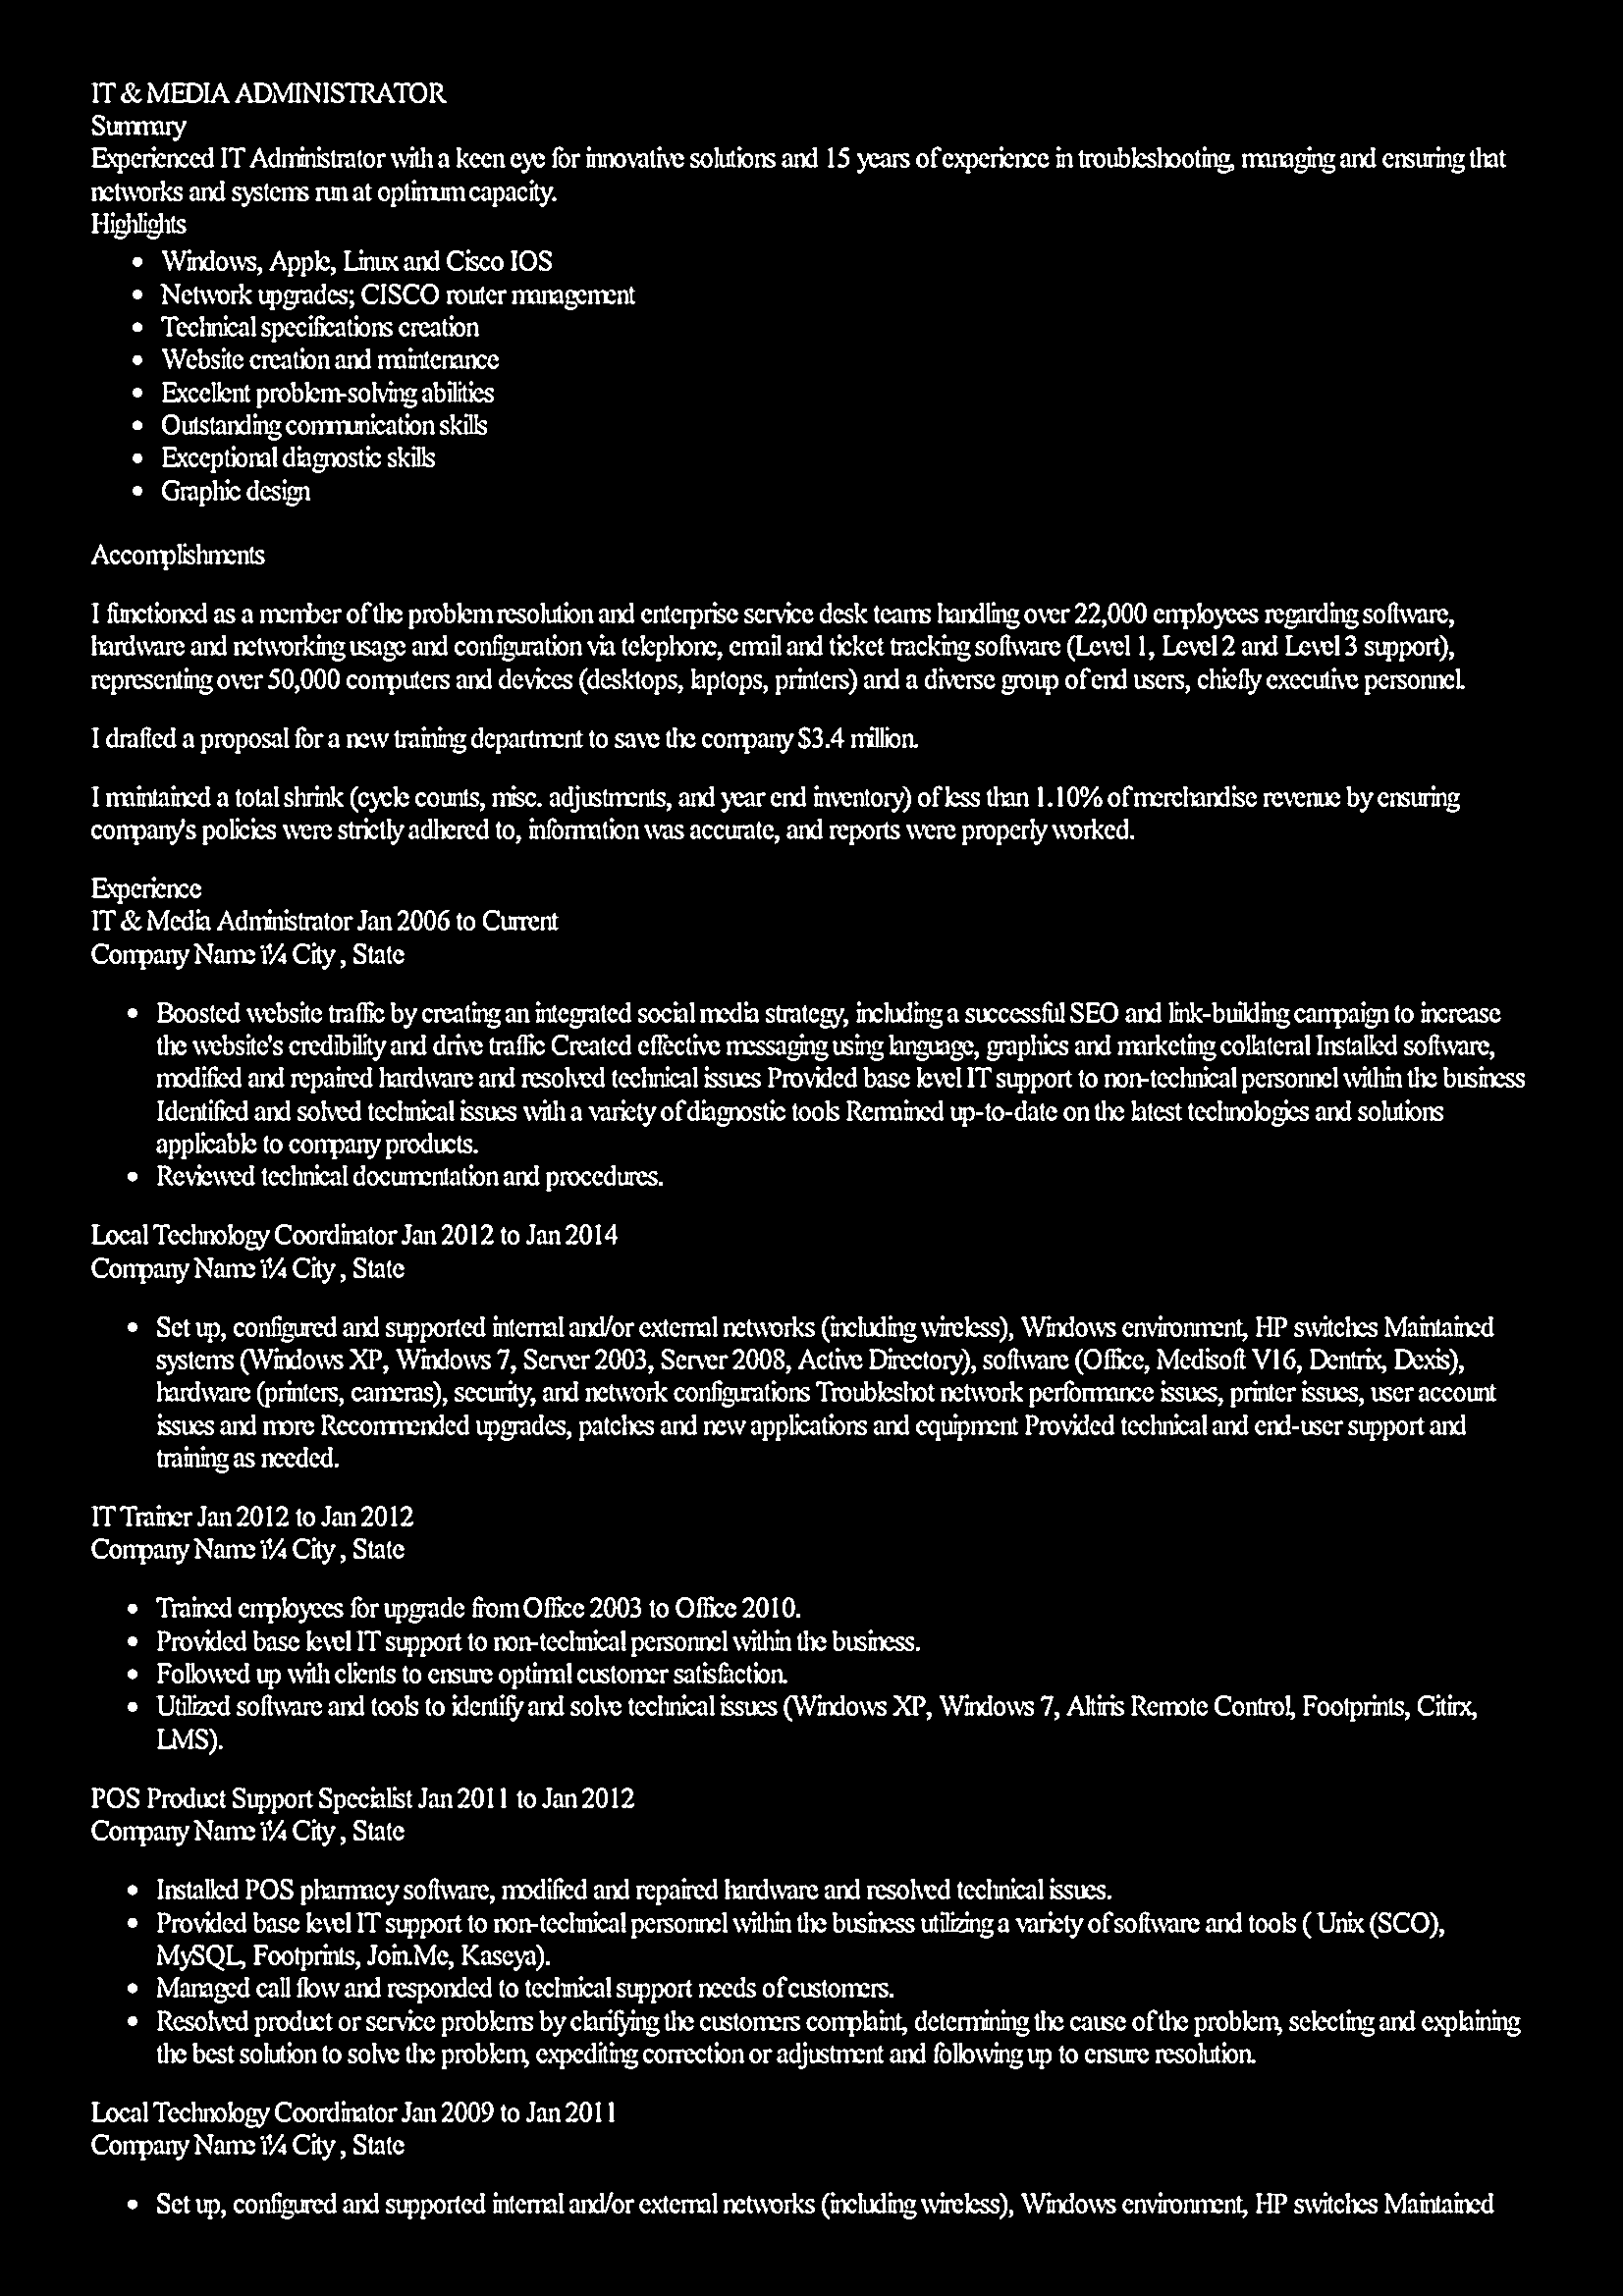 IT & MEDIA ADMINISTRATOR
Summary
Experienced IT Administrator with a keen eye for innovative solutions and 15 years of experience in troubleshooting, managing and ensuring that
networks and systems run at optimum capacity.
Highlights
• Windows, Apple, Linux and Cisco IOS
• Network upgrades; CISCO router management
• Technical specifications creation
• Website creation and maintenance
• Excellent problem-solving abilities
• Outstanding communication skills
• Exceptional diagnostic skills
• Graphic design
Accomplishments
I functioned as a member of the problem resolution and enterprise service desk teams handling over 22,000 employees regarding software,
hardware and networking usage and configuration via telephone, email and ticket tracking software (Level 1, Level 2 and Level 3 support),
representing over 50,000 computers and devices (desktops, laptops, printers) and a diverse group of end users, chiefly executive personnel.
I drafted a proposal for a new training department to save the company $3.4 million.
I maintained a total shrink (cycle counts, misc. adjustments, and year end inventory) of less than 1.10% of merchandise revenue by ensuring
company's policies were strictly adhered to, information was accurate, and reports were properly worked.
Experience
IT & Media Administrator Jan 2006 to Current
Company Name ï¼ City , State
• Boosted website traffic by creating an integrated social media strategy, including a successful SEO and link-building campaign to increase
the website's credibility and drive traffic Created effective messaging using language, graphics and marketing collateral Installed software,
modified and repaired hardware and resolved technical issues Provided base level IT support to non-technical personnel within the business
Identified and solved technical issues with a variety of diagnostic tools Remained up-to-date on the latest technologies and solutions
applicable to company products.
• Reviewed technical documentation and procedures.
Local Technology Coordinator Jan 2012 to Jan 2014
Company Name ï¼ City , State
• Set up, configured and supported internal and/or external networks (including wireless), Windows environment, HP switches Maintained
systems (Windows XP, Windows 7, Server 2003, Server 2008, Active Directory), software (Office, Medisoft V16, Dentrix, Dexis),
hardware (printers, cameras), security, and network configurations Troubleshot network performance issues, printer issues, user account
issues and more Recommended upgrades, patches and new applications and equipment Provided technical and end-user support and
training as needed.
IT Trainer Jan 2012 to Jan 2012
Company Name ï¼ City , State
• Trained employees for upgrade from Office 2003 to Office 2010.
• Provided base level IT support to non-technical personnel within the business.
• Followed up with clients to ensure optimal customer satisfaction.
• Utilized software and tools to identify and solve technical issues (Windows XP, Windows 7, Altiris Remote Control, Footprints, Citirx,
LMS).
POS Product Support Specialist Jan 2011 to Jan 2012
Company Name ï¼ City , State
• Installed POS pharmacy software, modified and repaired hardware and resolved technical issues.
• Provided base level IT support to non-technical personnel within the business utilizing a variety of software and tools ( Unix (SCO),
MySQL, Footprints, Join.Me, Kaseya).
• Managed call flow and responded to technical support needs of customers.
• Resolved product or service problems by clarifying the customers complaint, determining the cause of the problem, selecting and explaining
the best solution to solve the problem, expediting correction or adjustment and following up to ensure resolution.
Local Technology Coordinator Jan 2009 to Jan 2011
Company Name ï¼ City , State
• Set up, configured and supported internal and/or external networks (including wireless), Windows environment, HP switches Maintained